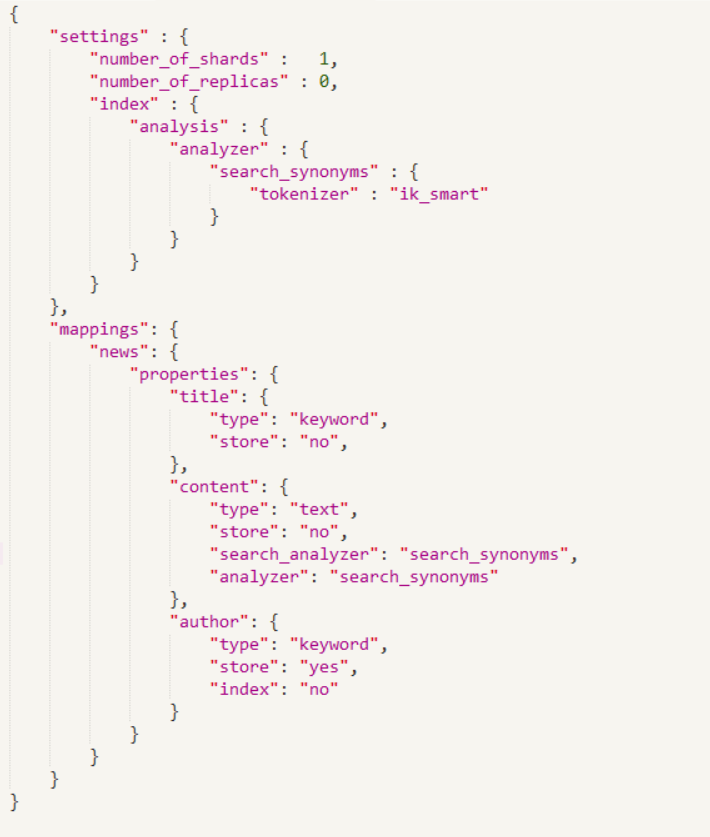 {
    "settings" : {
        "number_of_shards" :   1,
        "number_of_replicas" : 0,
        "index" : {
            "analysis" : {
                "analyzer" : {
                    "search_synonyms" : {
                        "tokenizer" : "ik_smart"
                    }
                }
            }
        }
    },
    "mappings": {
        "news": {
            "properties": {
                "title": {
                    "type": "keyword",
                    "store": "no",
                },
                "content": {
                    "type": "text",
                    "store": "no",
                    "search_analyzer": "search_synonyms",
                    "analyzer": "search_synonyms"
                },
                "author": {
                    "type": "keyword",
                    "store": "yes",
                    "index": "no"
                }
            }
        }
    }
}